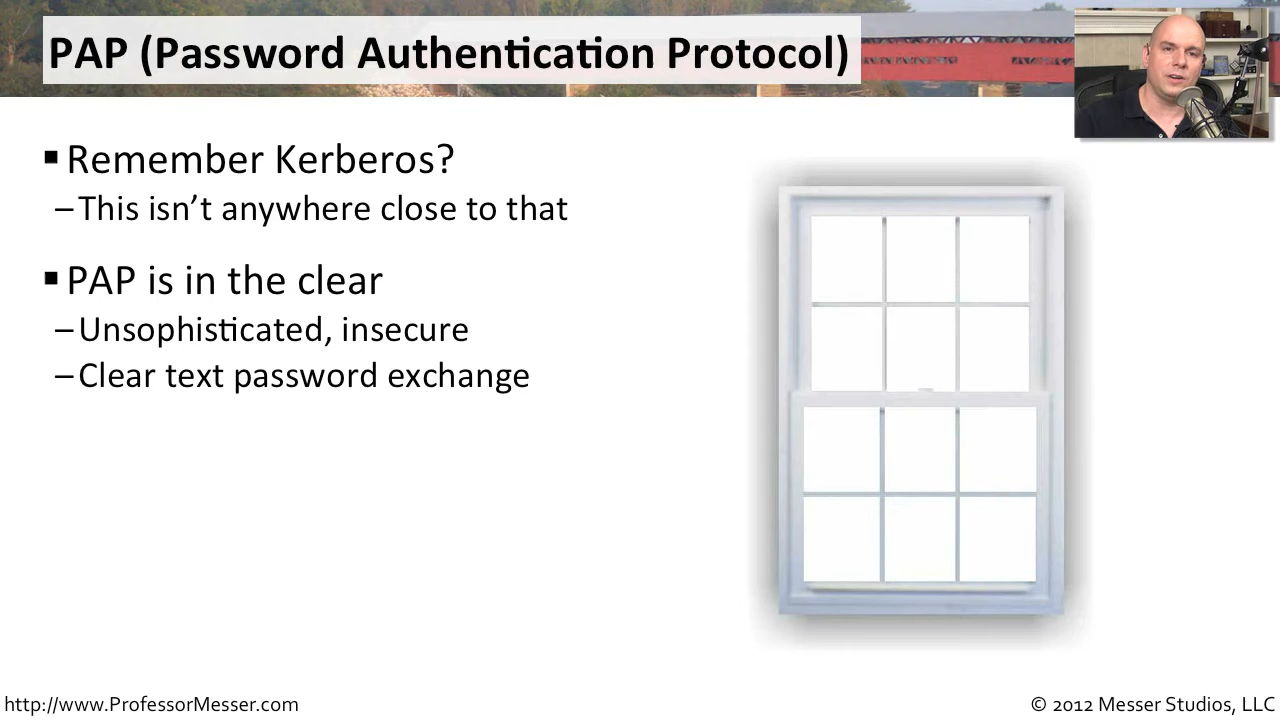 PAP (Password Authentication Protocol)
▪ Remember Kerberos?
– This isn’t anywhere close to that
▪ PAP is in the clear
– Unsophisticated, insecure
– Clear text password exchange
http://www.ProfessorMesser.com
© 2012 Messer Studios, LLC